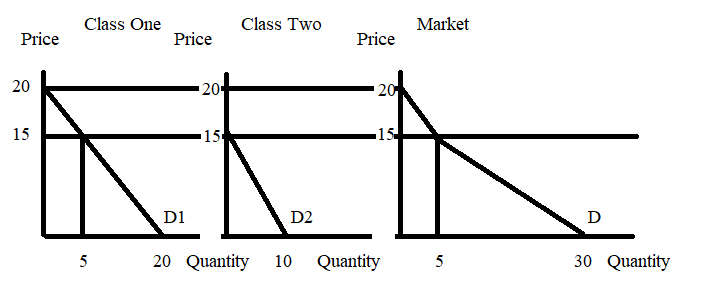 Class One
Class Two
Market
Price
Price
Price
20
20
20
15
15
15
D1
D2
D
5
20
Quantity
10
Quantity
5
30
Quantity